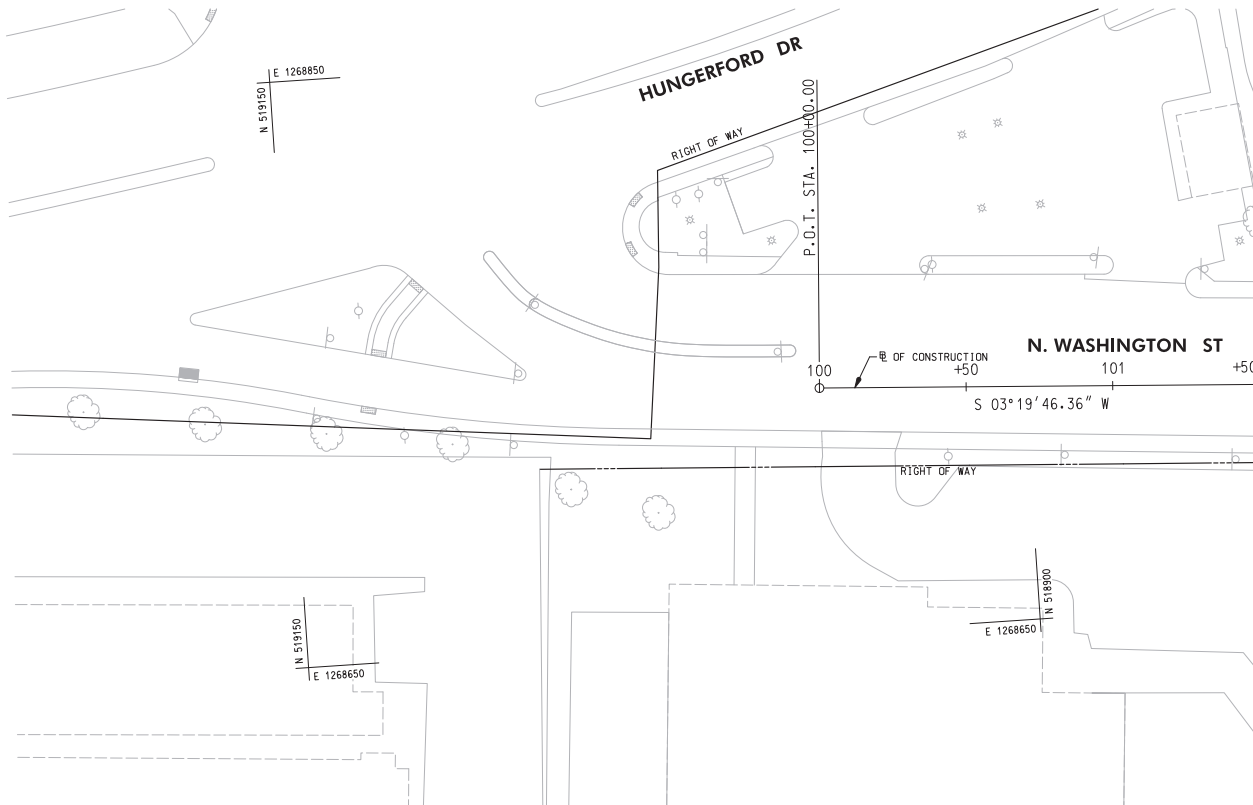 HUNGERFORD DR
E 1268850
N 519150
P.O.T. STA. 100+00.00
RIGHT OF WAY
N. WASHINGTON ST
BL OF CONSTRUCTION
100
+50
101
+50
S 03°19'46.36" W
RIGHT OF WAY
N 518900
E 1268650
N 519150
E 1268650